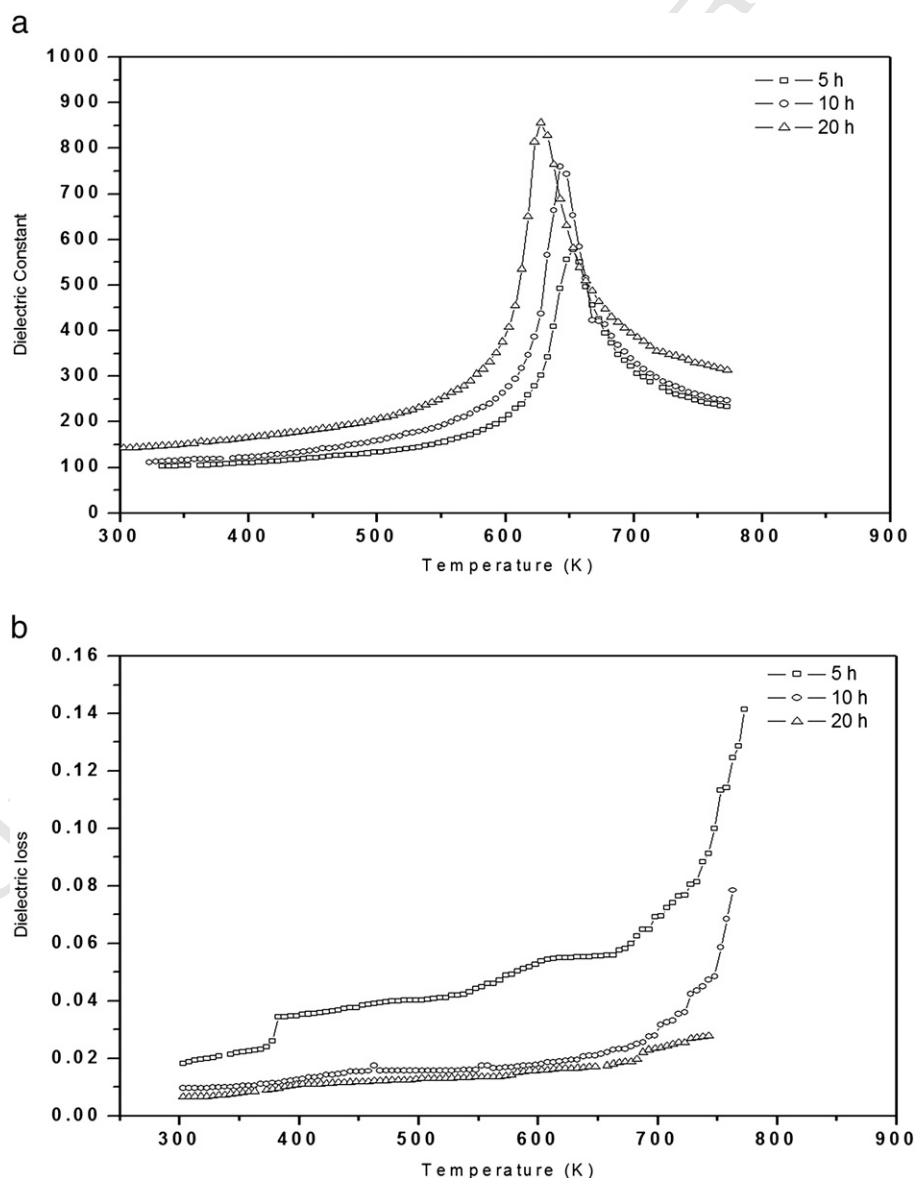 a
1000
900
800
700
600
500
400
300
200
100
0
Dielectric Constant
5 h
10 h
20 h
300 400 500 600 700 800 900
Temperature (K)
b
0.16
0.14
0.12
0.10
0.08
0.06
0.04
0.02
0.00
Dielectric loss
5 h
10 h
20 h
300 400 500 600 700 800 900
Temperature (K)